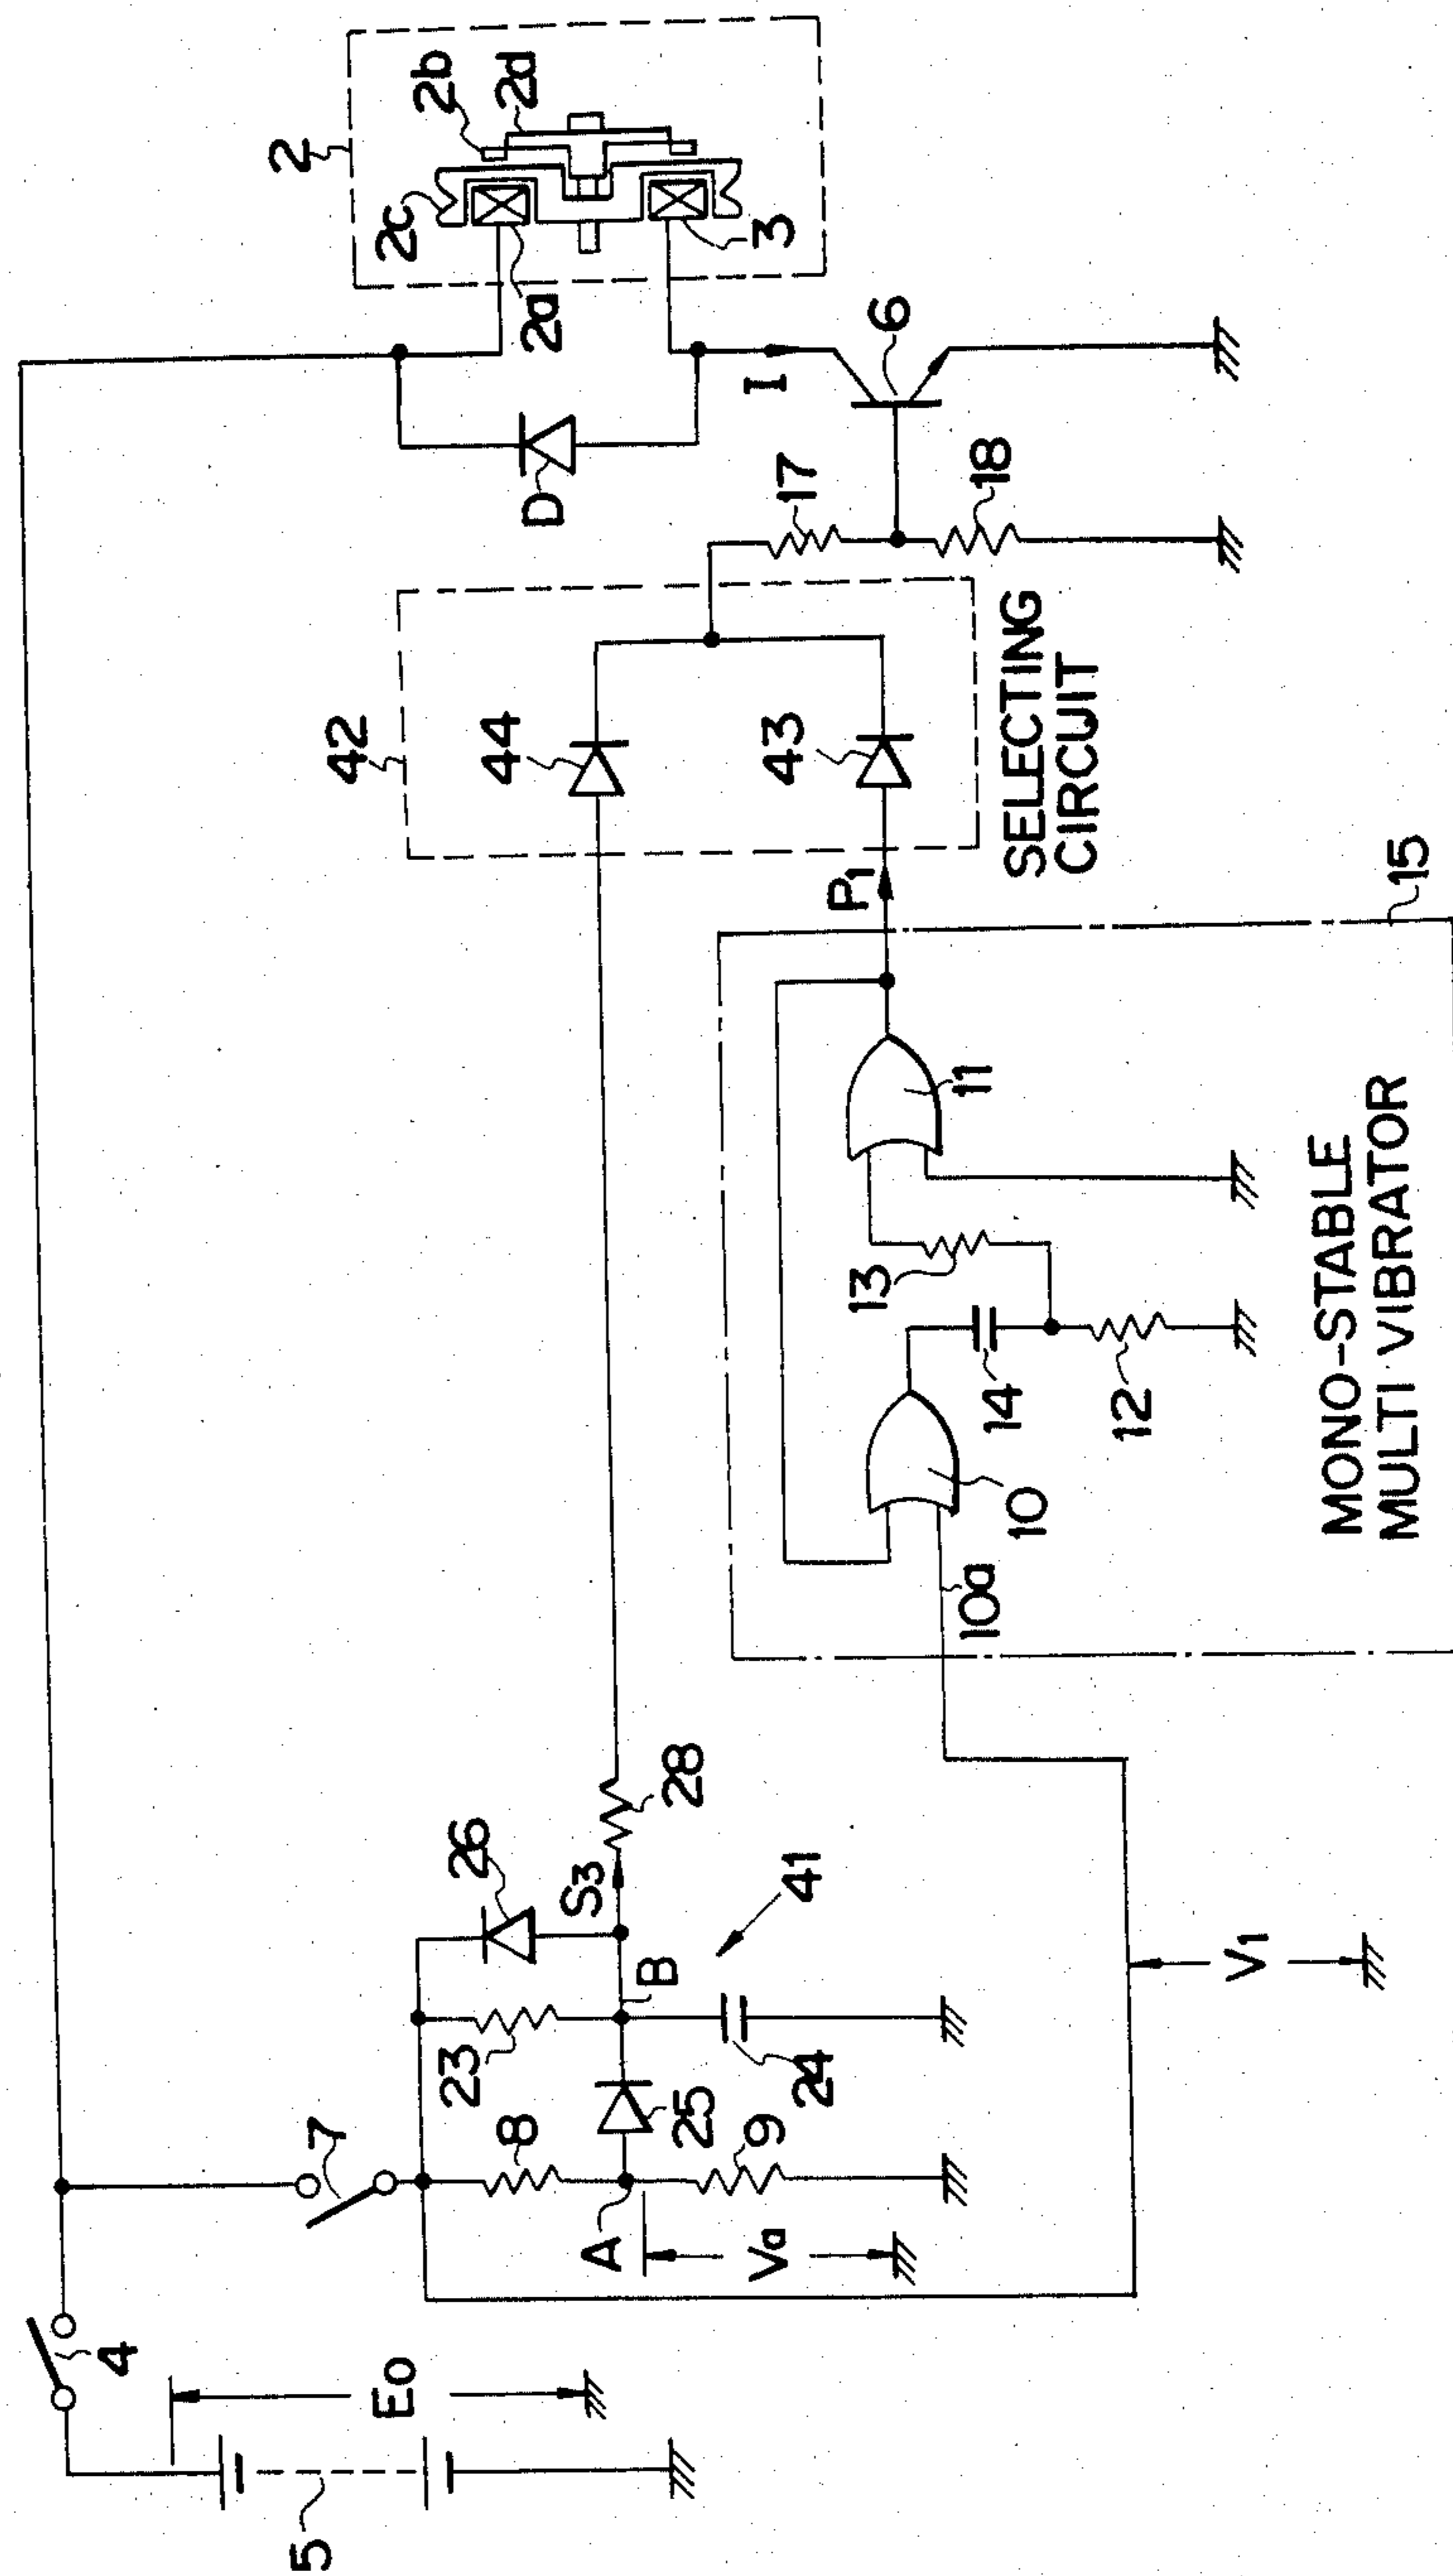 2
2b
2d
2c
2a
3
D
I
6
17
18
42
44
43
SELECTING
CIRCUIT
P1
15
11
13
14
12
10
10a
MONO-STABLE
MULTI VIBRATOR
28
26
S3
41
B
23
24
25
7
8
9
A
Va
V1
4
E0
5